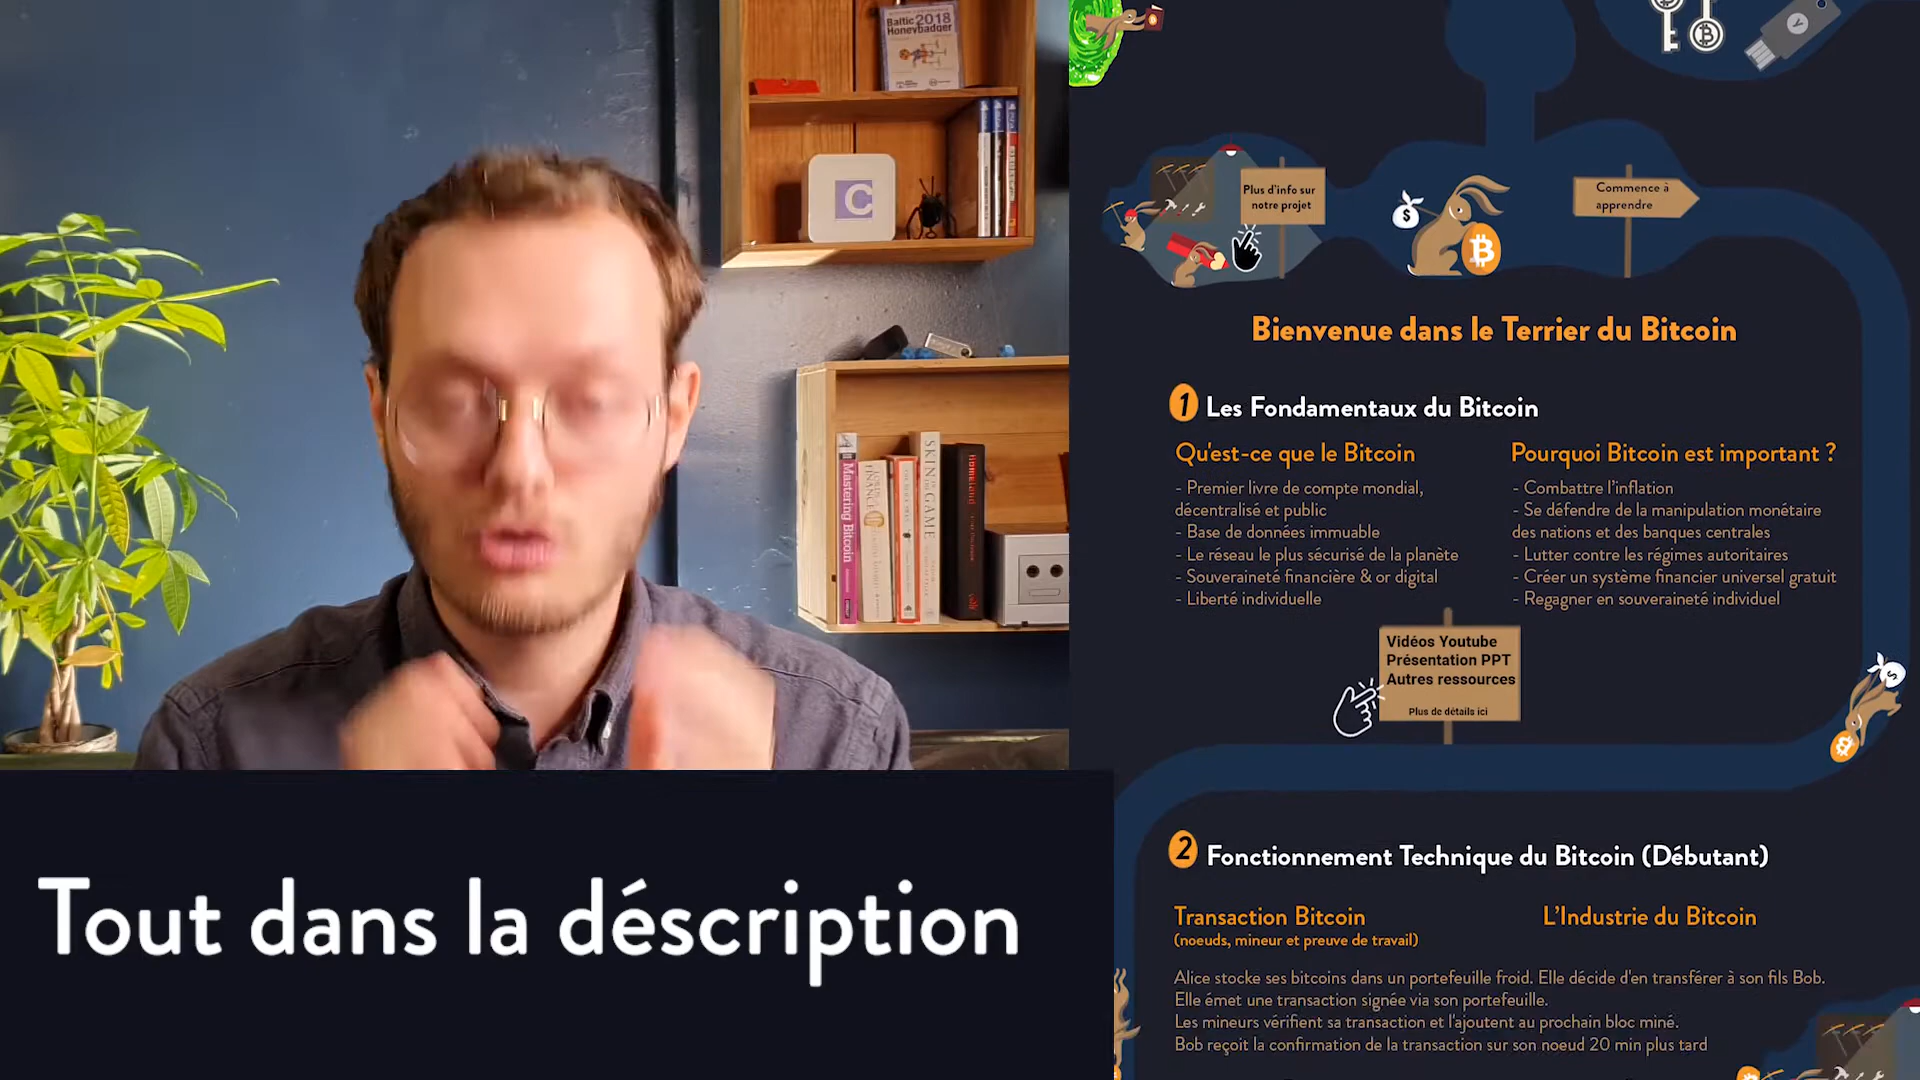 Baltic 2018
Honeybadger
C
Mastering Bitcoin
SKIN IN THE GAME
Tout dans la déscription
Plus d'info sur
notre projet
Commence à
apprendre
Bienvenue dans le Terrier du Bitcoin
1 Les Fondamentaux du Bitcoin
Qu'est-ce que le Bitcoin
- Premier livre de compte mondial,
décentralisé et public
- Base de données immuable
- Le réseau le plus sécurisé de la planète
- Souveraineté financière & or digital
- Liberté individuelle
Pourquoi Bitcoin est important ?
- Combattre l'inflation
- Se défendre de la manipulation monétaire
des nations et des banques centrales
- Lutter contre les régimes autoritaires
- Créer un système financier universel gratuit
- Regagner en souveraineté individuel
Vidéos Youtube
Présentation PPT
Autres ressources
Plus de détails ici
2 Fonctionnement Technique du Bitcoin (Débutant)
Transaction Bitcoin
(noeuds, mineur et preuve de travail)
L'Industrie du Bitcoin
Alice stocke ses bitcoins dans un portefeuille froid. Elle décide d'en transférer à son fils Bob.
Elle émet une transaction signée via son portefeuille.
Les mineurs vérifient sa transaction et l'ajoutent au prochain bloc miné.
Bob reçoit la confirmation de la transaction sur son noeud 20 min plus tard